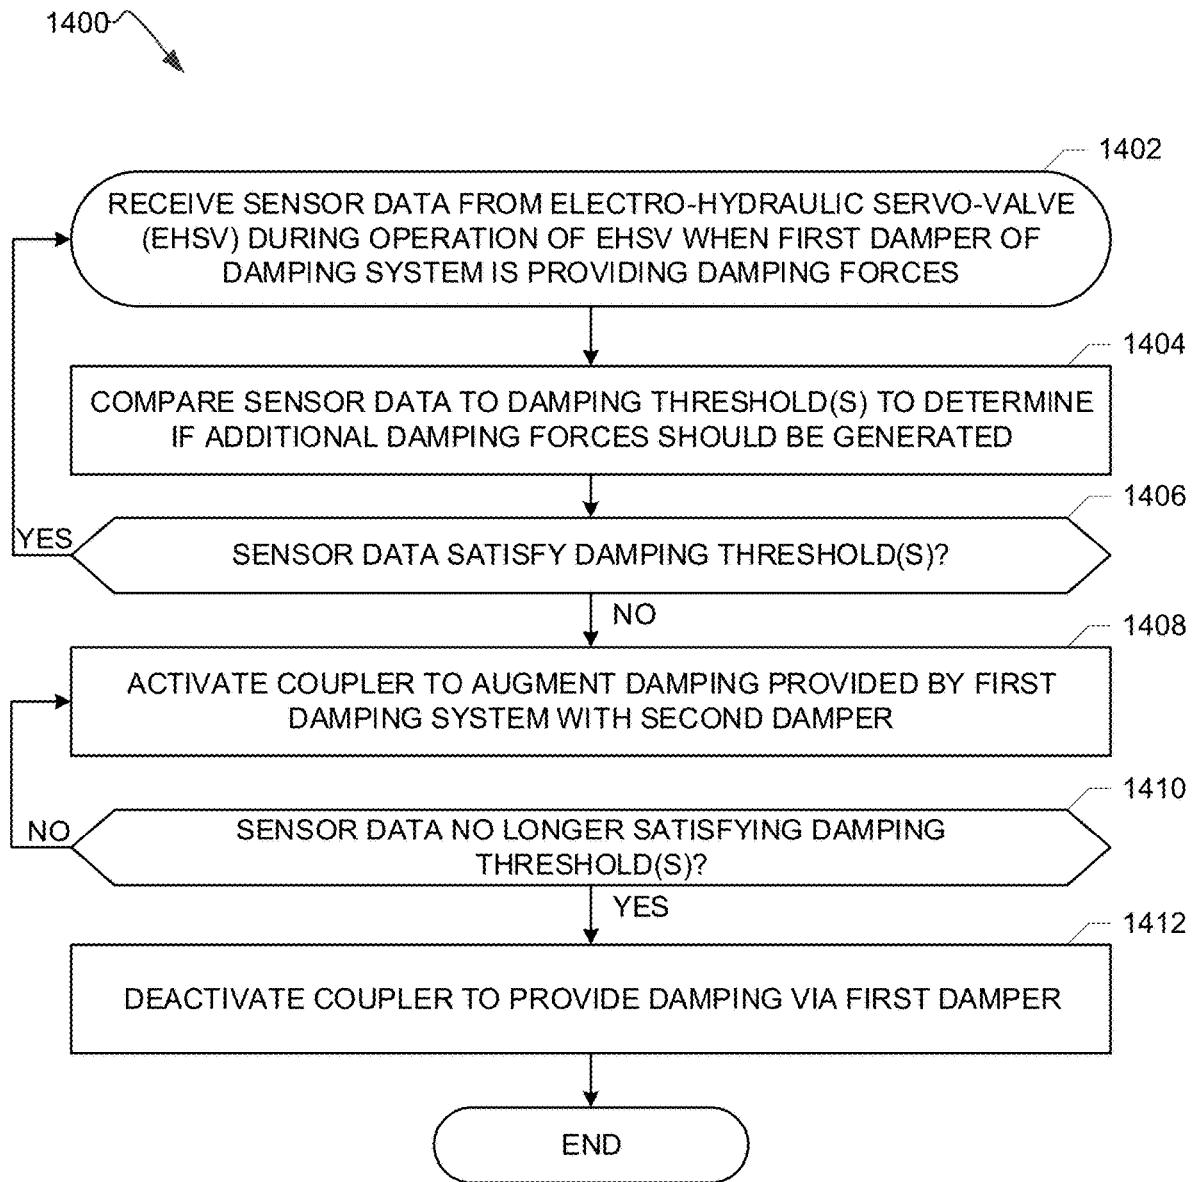 1400
1402
RECEIVE SENSOR DATA FROM ELECTRO-HYDRAULIC SERVO-VALVE
(EHSV) DURING OPERATION OF EHSV WHEN FIRST DAMPER OF
DAMPING SYSTEM IS PROVIDING DAMPING FORCES
1404
COMPARE SENSOR DATA TO DAMPING THRESHOLD(S) TO DETERMINE
IF ADDITIONAL DAMPING FORCES SHOULD BE GENERATED
1406
YES
SENSOR DATA SATISFY DAMPING THRESHOLD(S)?
NO
1408
ACTIVATE COUPLER TO AUGMENT DAMPING PROVIDED BY FIRST
DAMPING SYSTEM WITH SECOND DAMPER
1410
NO
SENSOR DATA NO LONGER SATISFYING DAMPING
THRESHOLD(S)?
YES
1412
DEACTIVATE COUPLER TO PROVIDE DAMPING VIA FIRST DAMPER
END